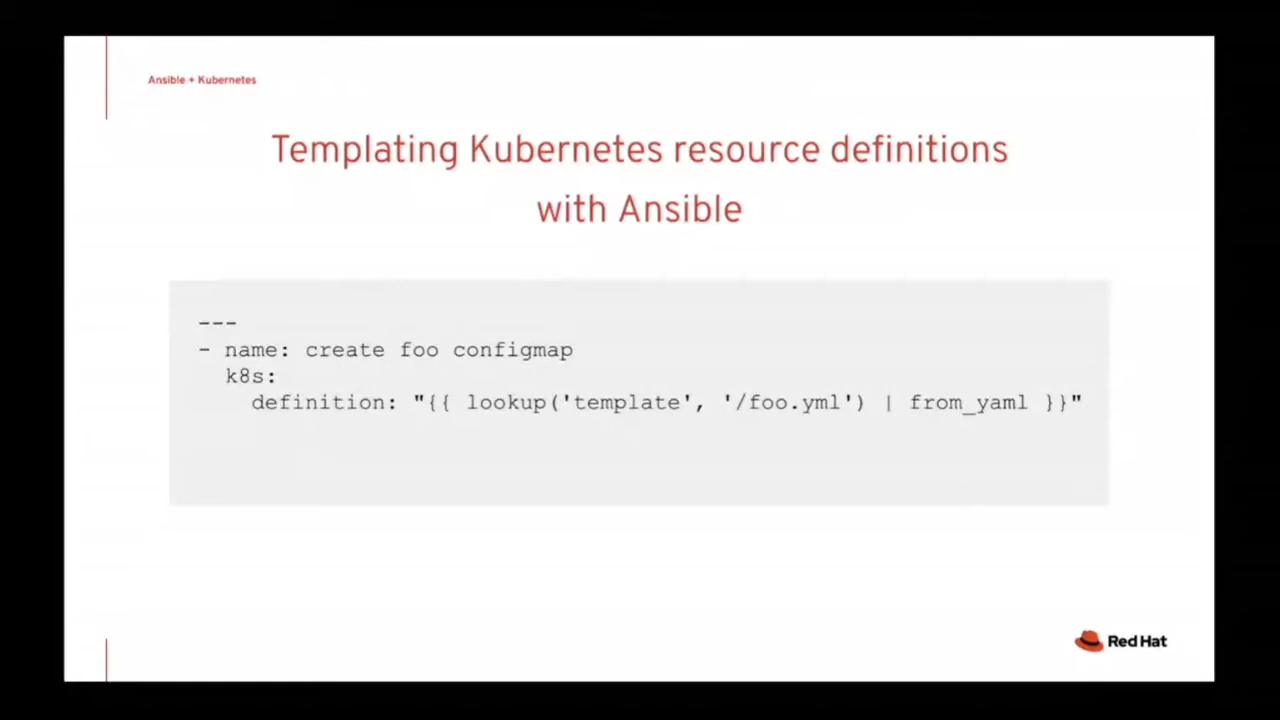 Ansible + Kubernetes
Templating Kubernetes resource definitions
with Ansible
---
- name: create foo configmap
  k8s:
    definition: "{{ lookup('template', '/foo.yml') | from_yaml }}"
Red Hat